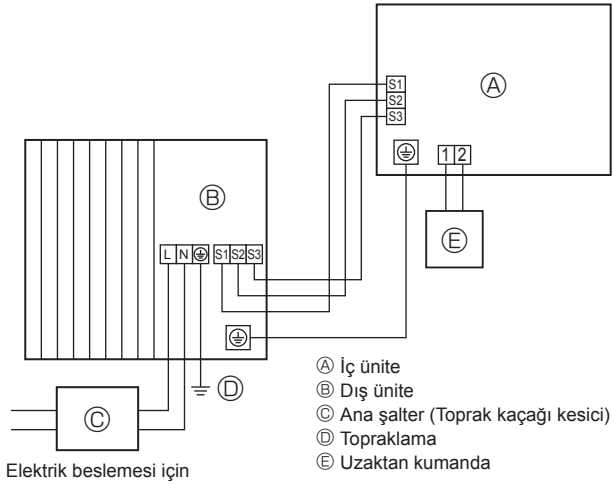 Ⓐ
S1
S2
S3
1 2
Ⓔ
Ⓑ
L N S1 S2 S3
Ⓓ
Ⓒ
Elektrik beslemesi için
Ⓐ İç ünite
Ⓑ Dış ünite
Ⓒ Ana şalter (Toprak kaçağı kesici)
Ⓓ Topraklama
Ⓔ Uzaktan kumanda